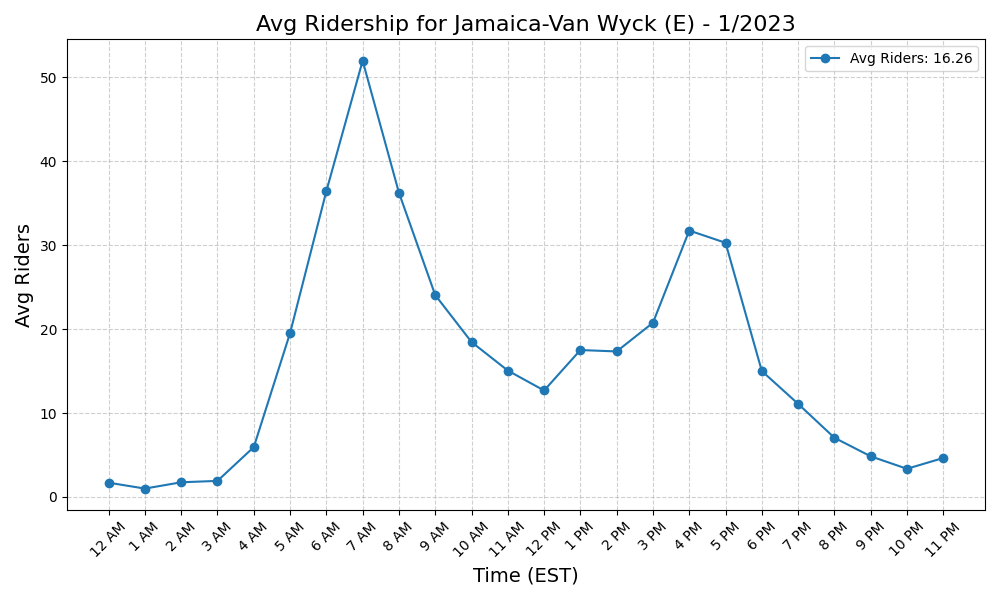 Avg Ridership for Jamaica-Van Wyck (E) - 1/2023
Avg Riders: 16.26
Avg Riders
50
40
30
20
10
0
12 AM
1 AM
2 AM
3 AM
4 AM
5 AM
6 AM
7 AM
8 AM
9 AM
10 AM
11 AM
12 PM
1 PM
2 PM
3 PM
4 PM
5 PM
6 PM
7 PM
8 PM
9 PM
10 PM
11 PM
Time (EST)